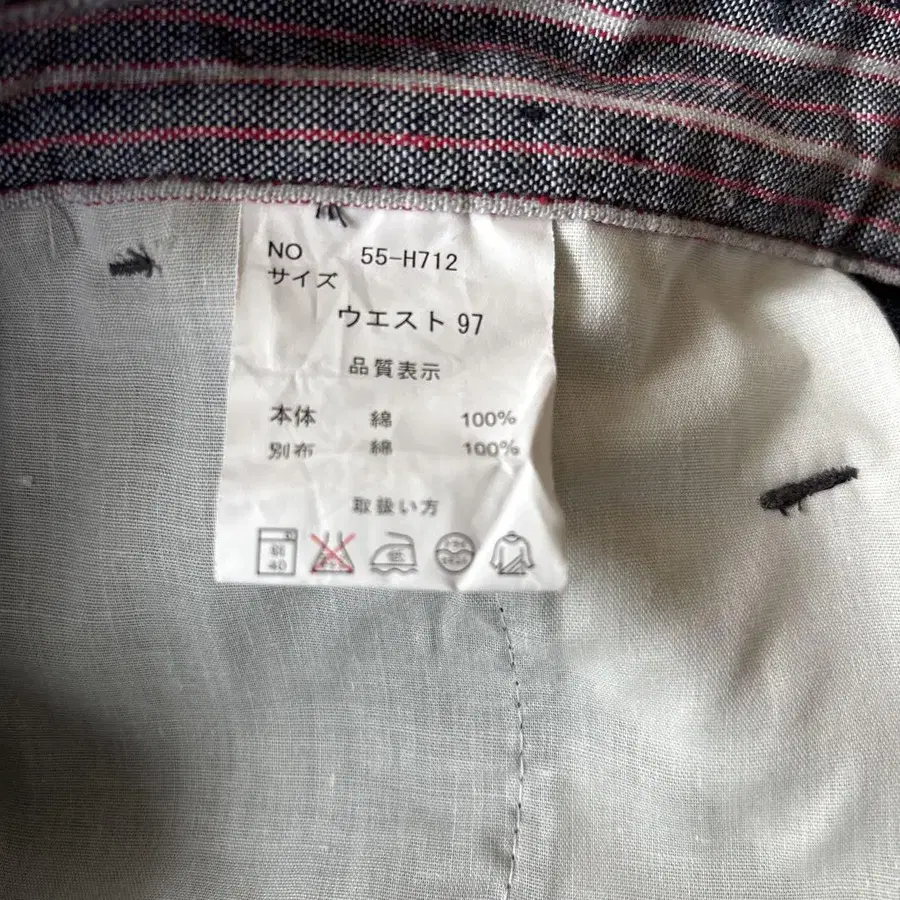 NO 55-H712
サイズ
ウエスト 97
品質表示
本体 綿 100%
別布 綿 100%
取扱い方
40